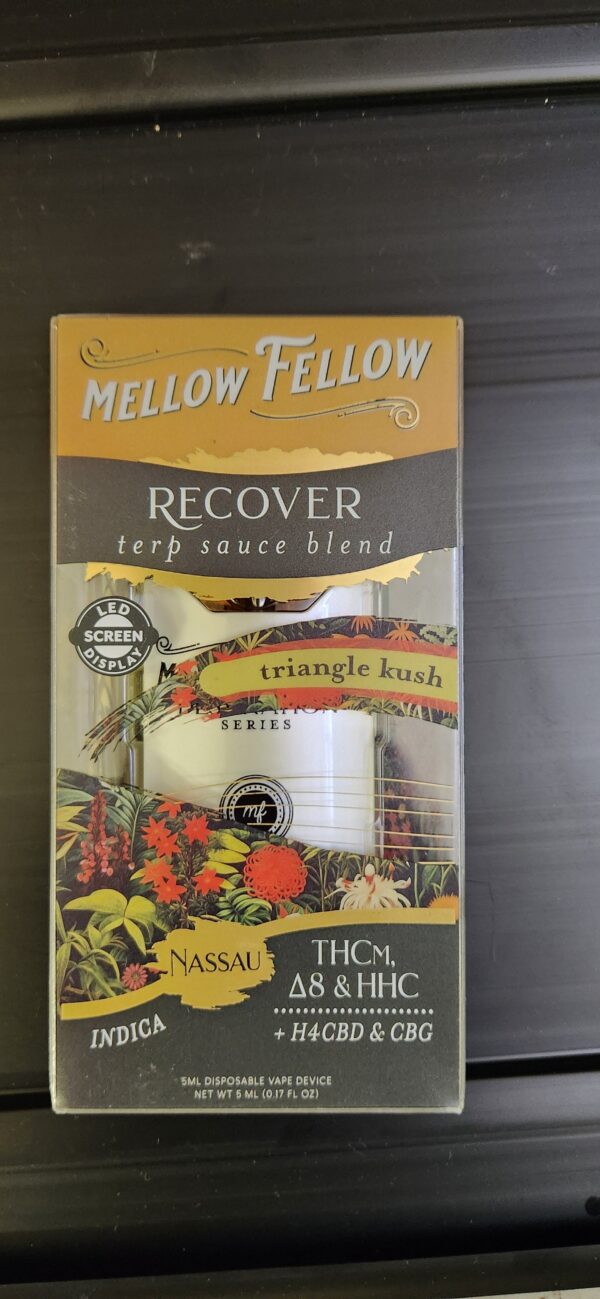 MELLOW FELLOW
RECOVER
terp sauce blend
LED
SCREEN
DISPLAY
triangle kush
SERIES
mf
NASSAU
THCM,
Δ8 & HHC
+ H4CBD & CBG
INDICA
5ML DISPOSABLE VAPE DEVICE
NET WT 5 ML (0.17 FL OZ)